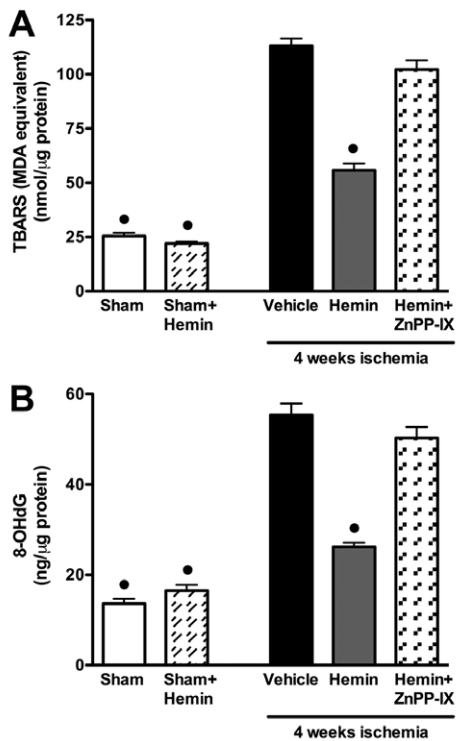 A
TBARS (MDA equivalent)
(nmol/µg protein)
125
100
75
50
25
0
Sham
Sham+
Hemin
Vehicle
Hemin
Hemin+
ZnPP-IX
4 weeks ischemia
B
8-OHdG
(ng/µg protein)
60
40
20
0
Sham
Sham+
Hemin
Vehicle
Hemin
Hemin+
ZnPP-IX
4 weeks ischemia